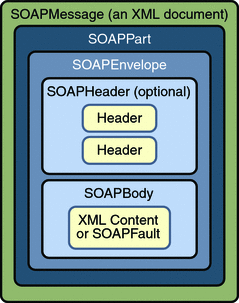 SOAPMessage (an XML document)
SOAPPart
SOAPEnvelope
SOAPHeader (optional)
Header
Header
SOAPBody
XML Content
or SOAPFault